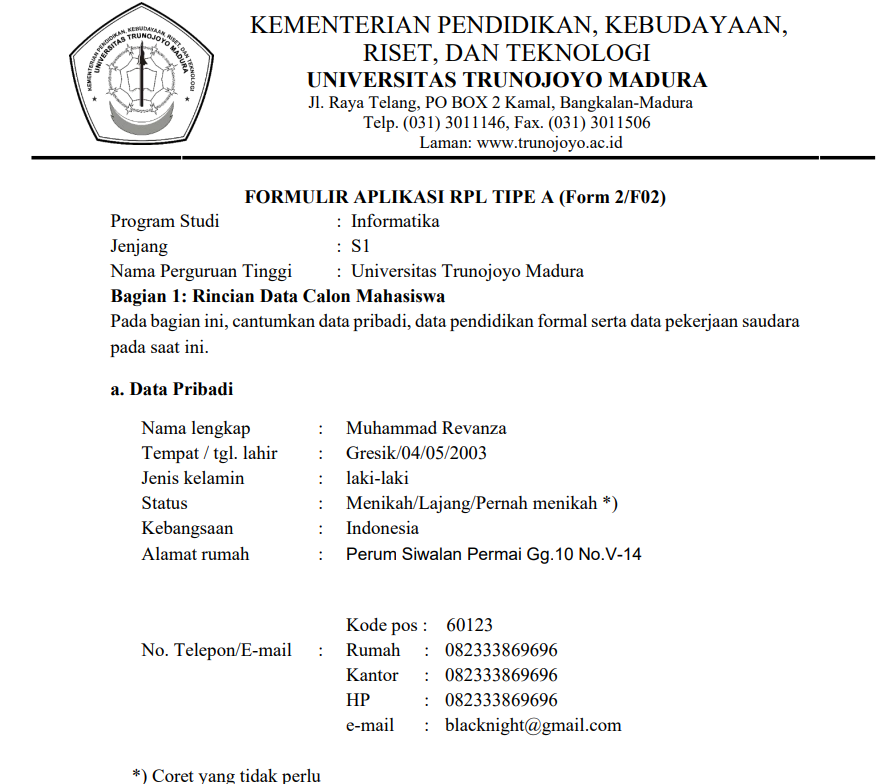 KEMENTERIAN PENDIDIKAN, KEBUDAYAAN, RISET, DAN TEKNOLOGI
UNIVERSITAS TRUNOJOYO MADURA
KEMENTERIAN PENDIDIKAN, KEBUDAYAAN,
RISET, DAN TEKNOLOGI
UNIVERSITAS TRUNOJOYO MADURA
Jl. Raya Telang, PO BOX 2 Kamal, Bangkalan-Madura
Telp. (031) 3011146, Fax. (031) 3011506
Laman: www.trunojoyo.ac.id
FORMULIR APLIKASI RPL TIPE A (Form 2/F02)
Program Studi : Informatika
Jenjang : S1
Nama Perguruan Tinggi : Universitas Trunojoyo Madura
Bagian 1: Rincian Data Calon Mahasiswa
Pada bagian ini, cantumkan data pribadi, data pendidikan formal serta data pekerjaan saudara
pada saat ini.
a. Data Pribadi
Nama lengkap : Muhammad Revanza
Tempat / tgl. lahir : Gresik/04/05/2003
Jenis kelamin : laki-laki
Status : Menikah/Lajang/Pernah menikah *)
Kebangsaan : Indonesia
Alamat rumah : Perum Siwalan Permai Gg.10 No.V-14
Kode pos : 60123
No. Telepon/E-mail : Rumah : 082333869696
Kantor : 082333869696
HP : 082333869696
e-mail : blacknight@gmail.com
*) Coret yang tidak perlu